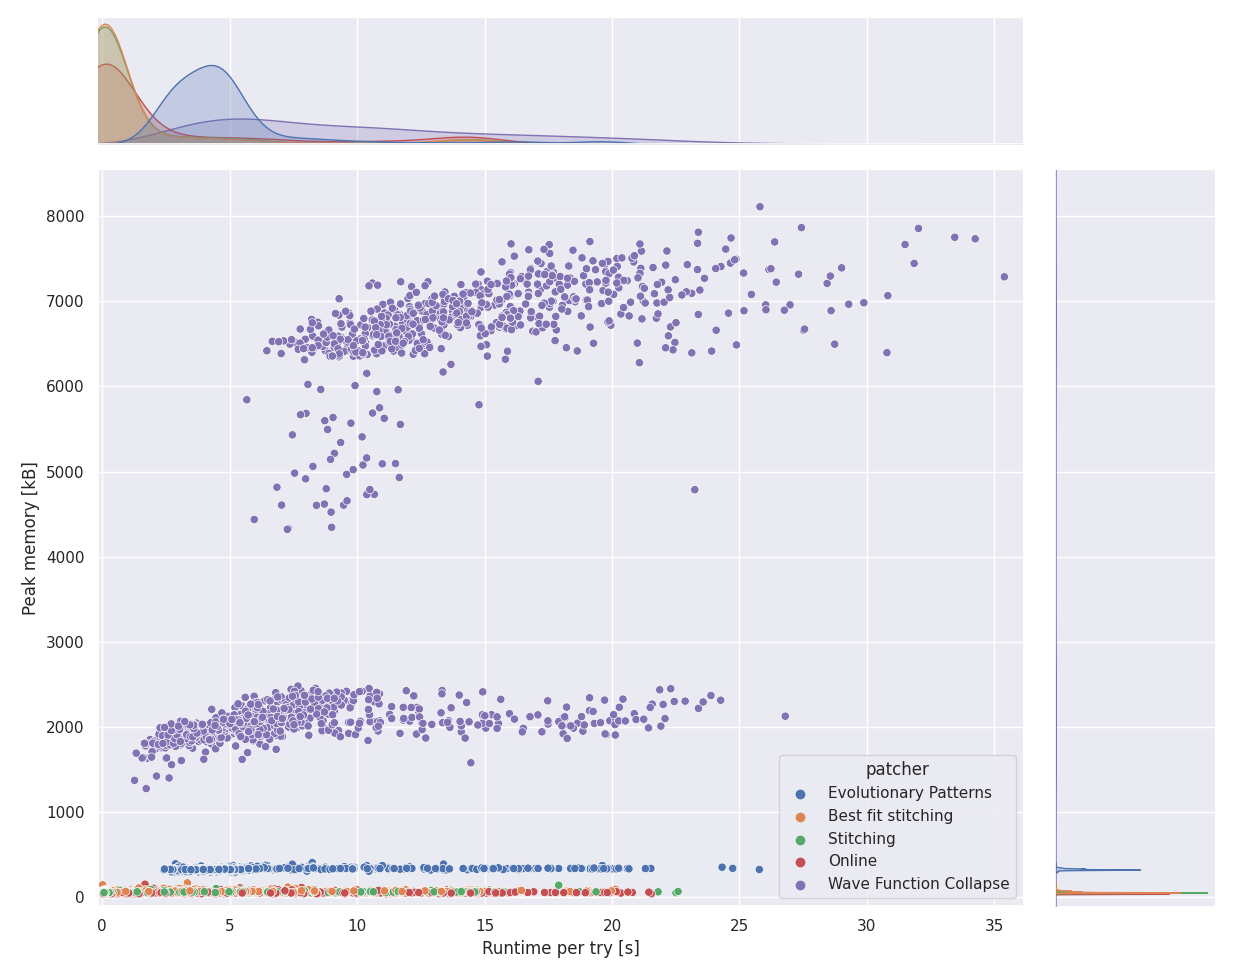 8000
7000
6000
5000
4000
3000
2000
1000
0
Peak memory [kB]
0 5 10 15 20 25 30 35
Runtime per try [s]
patcher
Evolutionary Patterns
Best fit stitching
Stitching
Online
Wave Function Collapse